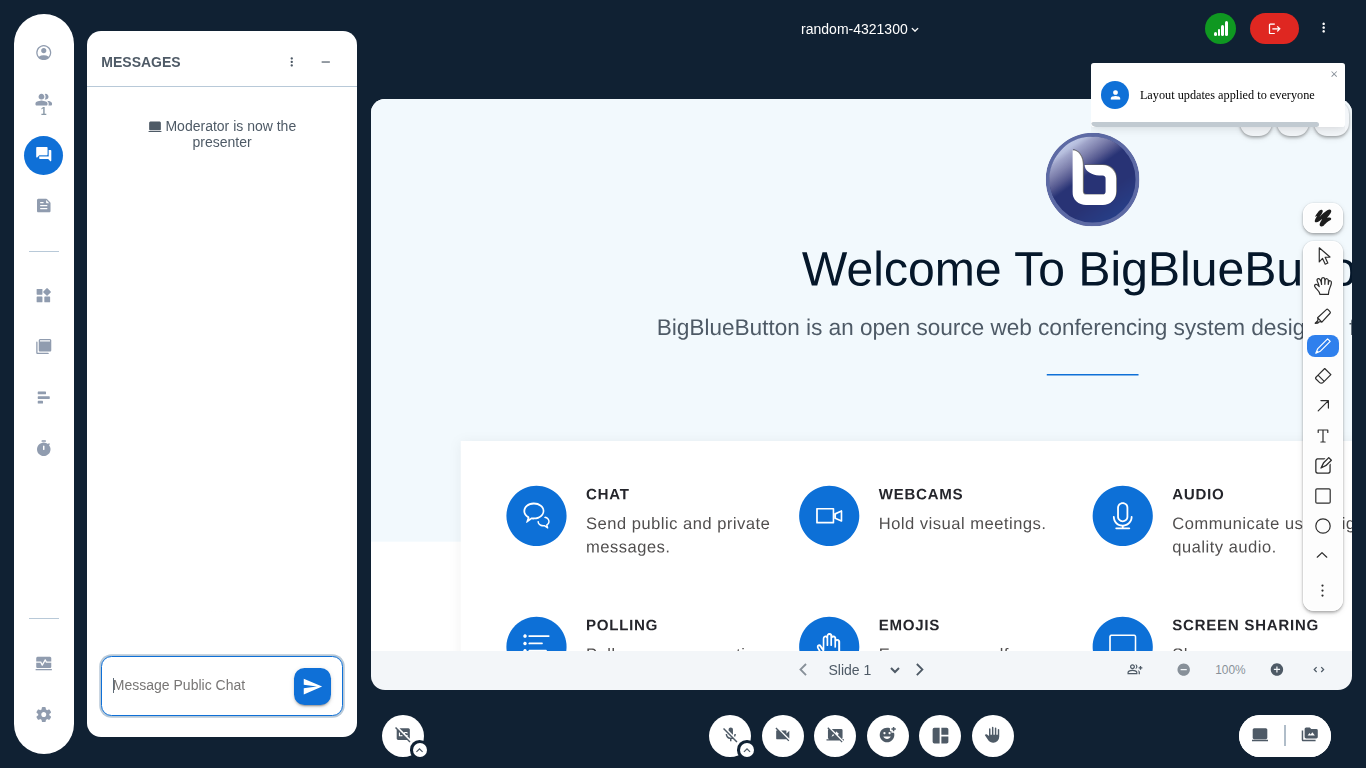 random-4321300
MESSAGES
1
Layout updates applied to everyone
Moderator is now the
presenter
Welcome To BigBlueBu
BigBlueButton is an open source web conferencing system
CHAT
Send public and private
messages.
WEBCAMS
Hold visual meetings.
AUDIO
Communicate
quality audio.
POLLING
EMOJIS
SCREEN SHARING
Message Public Chat
Slide 1
100%